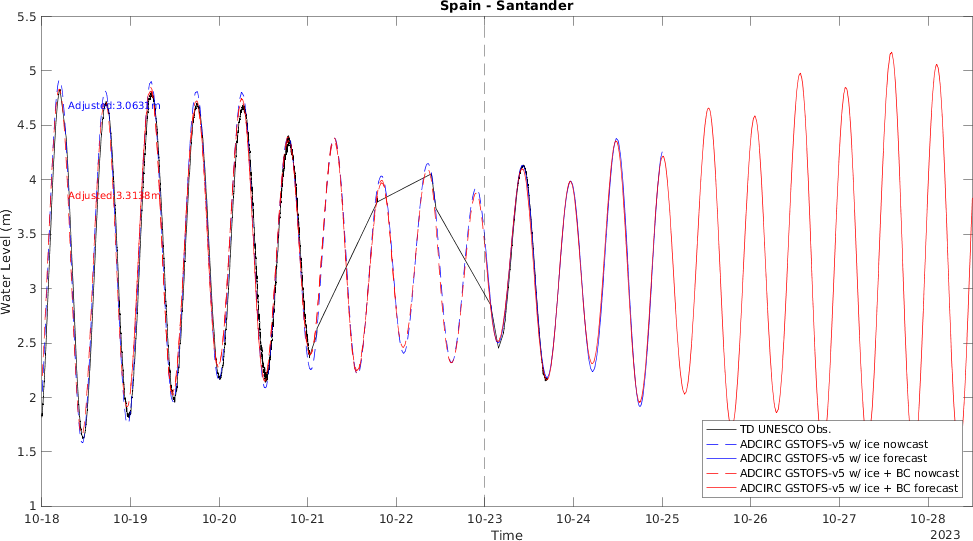 Spain - Santander
5.5
5
4.5
4
3.5
3
2.5
2
1.5
1
Water Level (m)
Adjusted:3.0631m
Adjusted:3.3138m
TD UNESCO Obs.
ADCIRC GSTOFS-v5 w/ ice nowcast
ADCIRC GSTOFS-v5 w/ ice forecast
ADCIRC GSTOFS-v5 w/ ice + BC nowcast
ADCIRC GSTOFS-v5 w/ ice + BC forecast
10-18 10-19 10-20 10-21 10-22 10-23 10-24 10-25 10-26 10-27 10-28
Time
2023